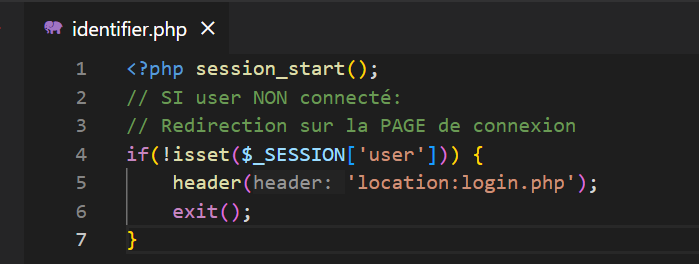 identifier.php
1 <?php session_start();
2 // SI user NON connecté:
3 // Redirection sur la PAGE de connexion
4 if(!isset($_SESSION['user'])) {
5 header(header: 'location:login.php');
6 exit();
7 }